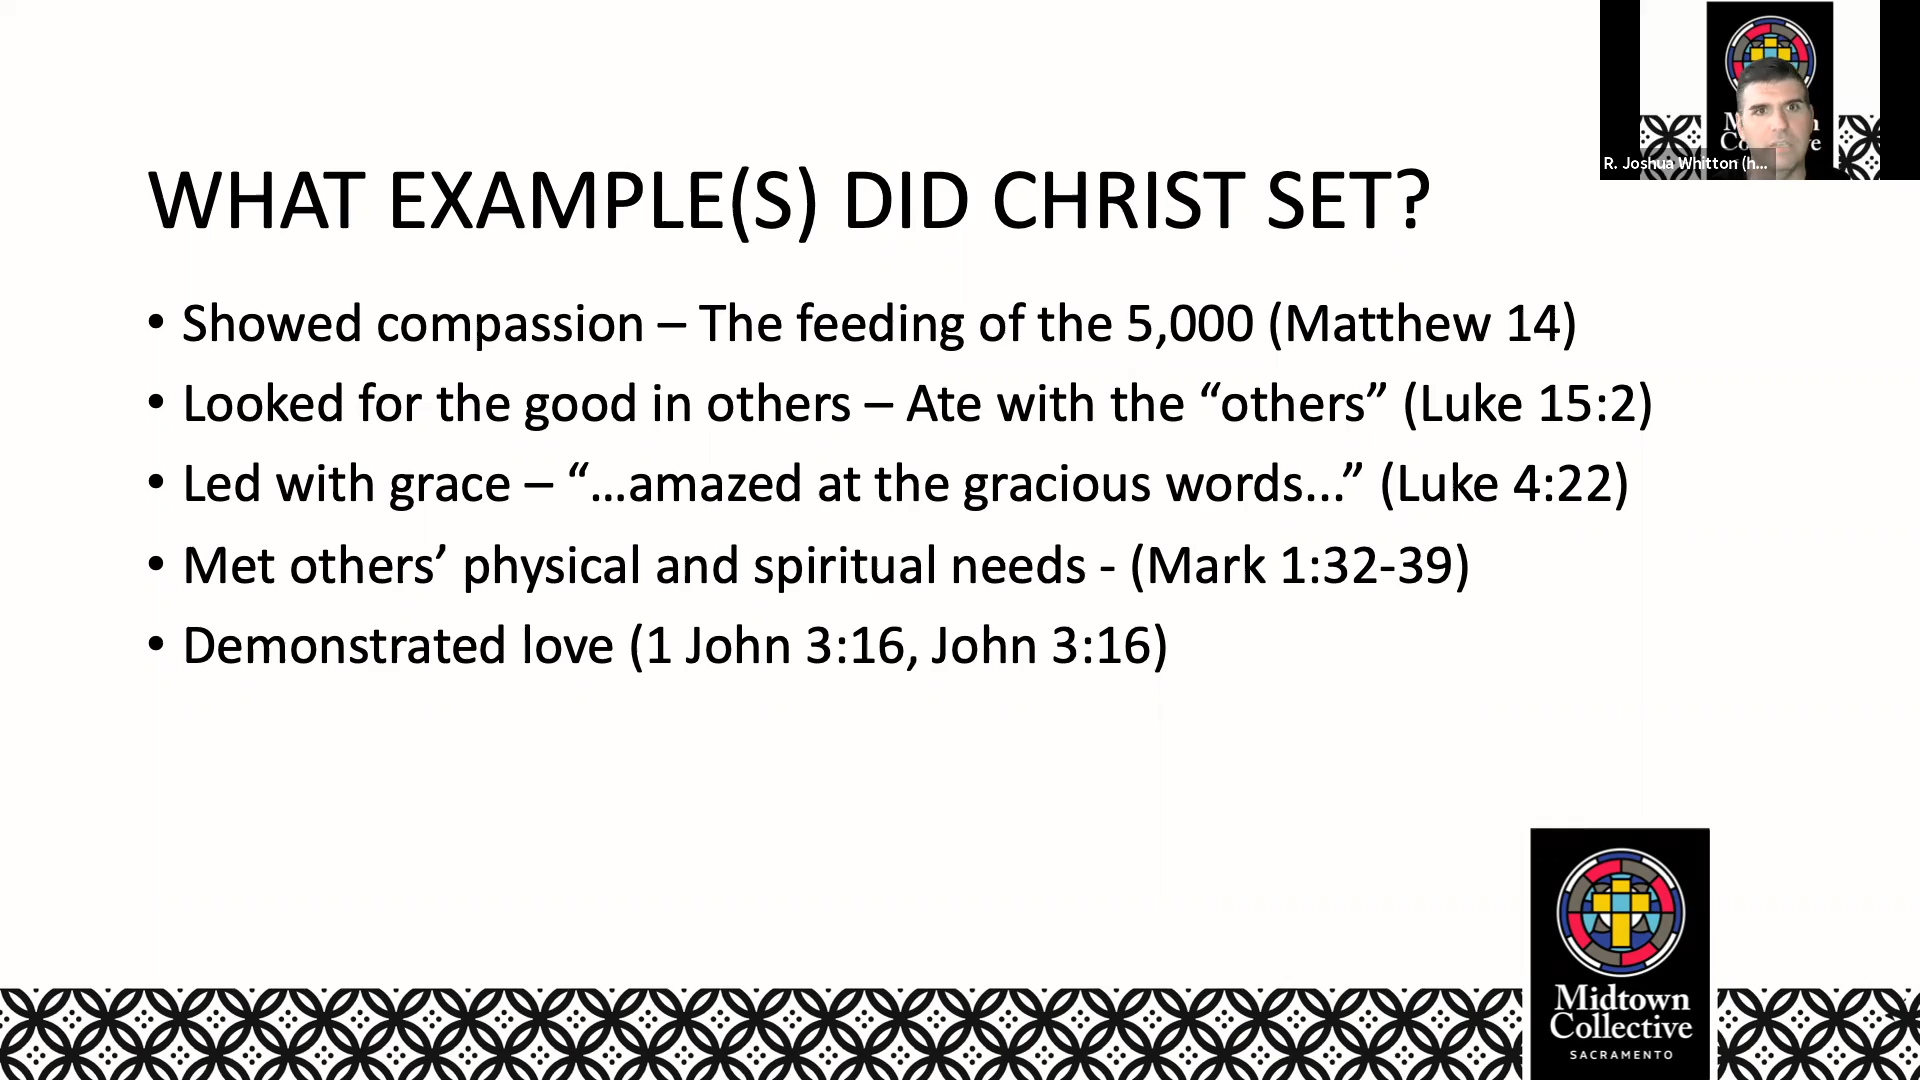 R. Joshua Whitton (h...
WHAT EXAMPLE(S) DID CHRIST SET?
• Showed compassion – The feeding of the 5,000 (Matthew 14)
• Looked for the good in others – Ate with the “others” (Luke 15:2)
• Led with grace – “...amazed at the gracious words...” (Luke 4:22)
• Met others’ physical and spiritual needs - (Mark 1:32-39)
• Demonstrated love (1 John 3:16, John 3:16)
Midtown
Collective
SACRAMENTO